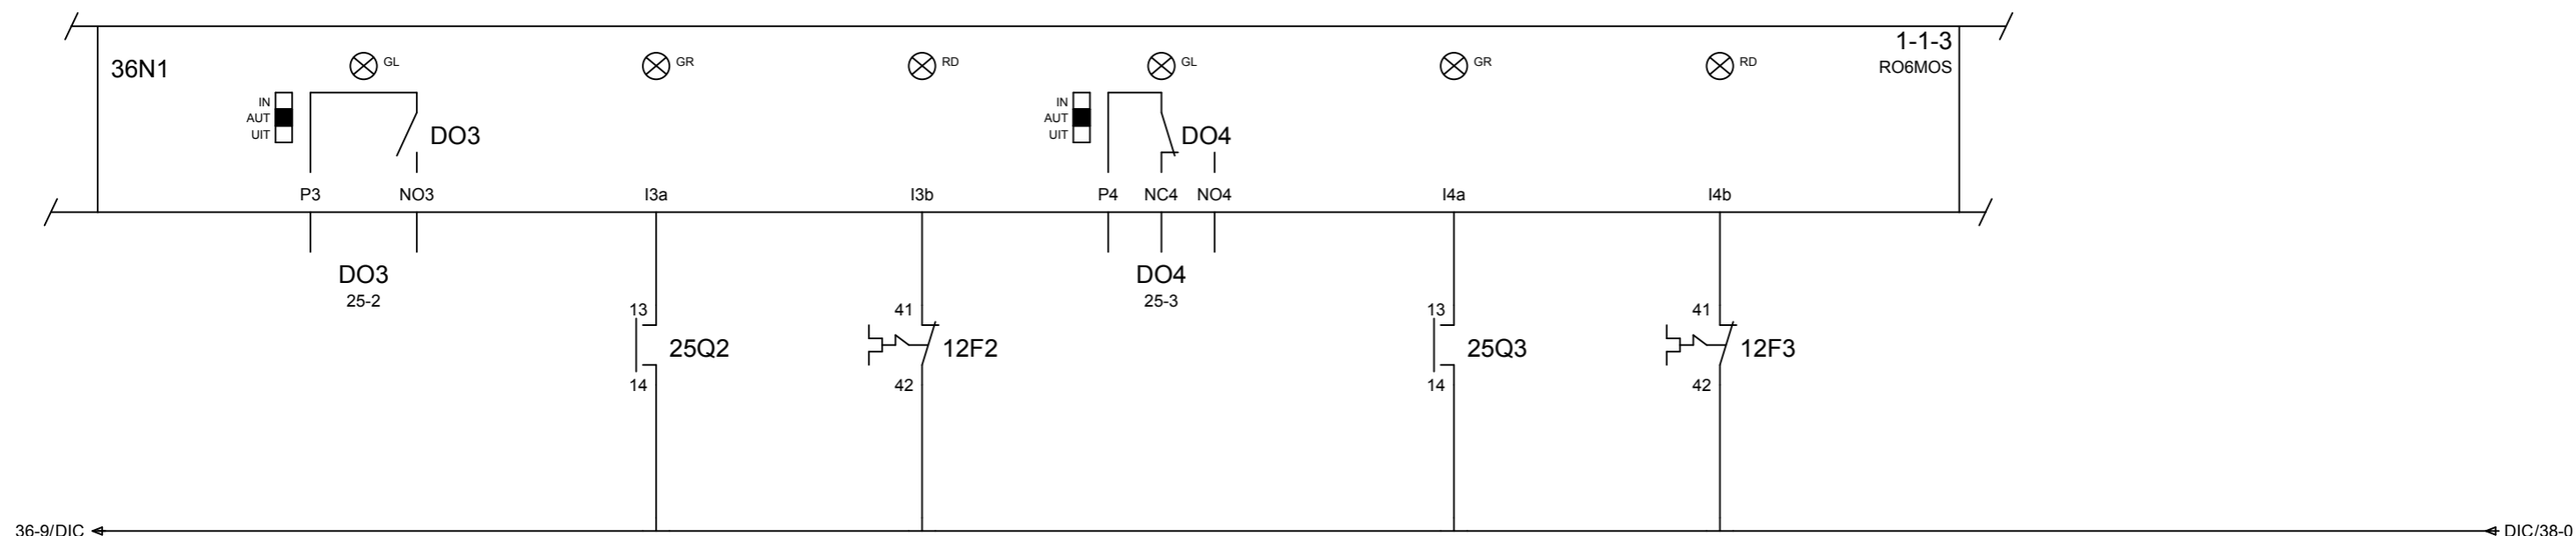 1-1-3
36N1 GL GR RD GL GR RD RO6MOS
IN IN
AUT AUT
UIT DO3 UIT DO4
P3 NO3 I3a I3b P4 NC4 NO4 I4a I4b
DO3 DO4
25-2 25-3
13 41 13 41
25Q2 12F2 25Q3 12F3
14 42 14 42
36-9/DIC DIC/38-0